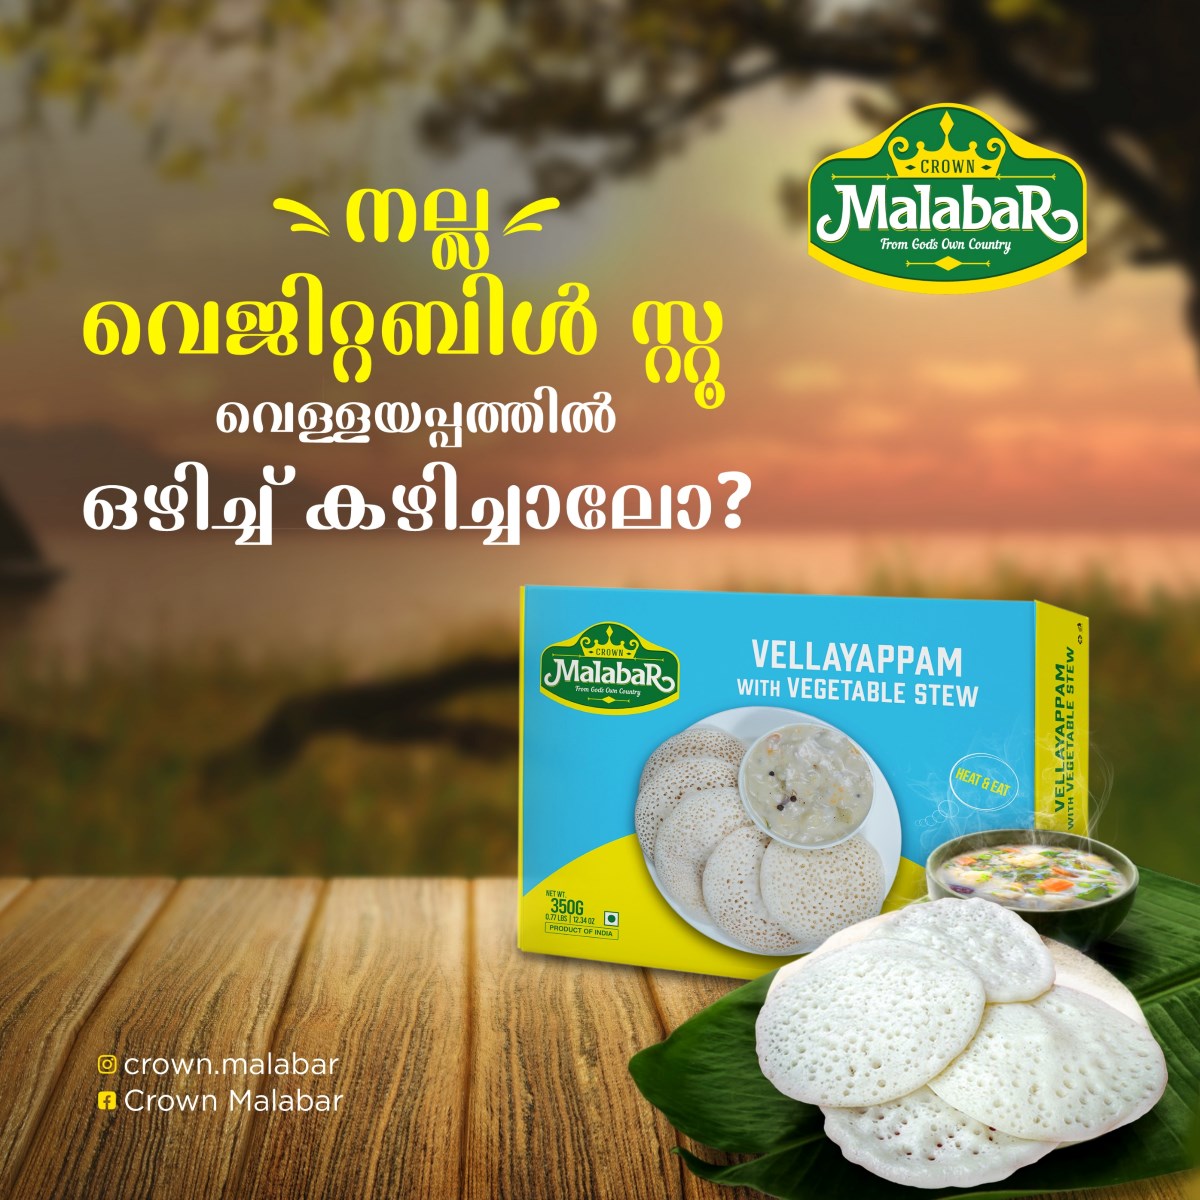 നല്ല
വെജിറ്റബിൾ സ്റ്റൂ
വെള്ളയപ്പത്തിൽ
ഒഴിച്ച് കഴിച്ചാലോ?
CROWN
MalabaR
From God's Own Country
CROWN
MalabaR
From God's Own Country
VELLAYAPPAM
WITH VEGETABLE STEW
HEAT & EAT
NET WT.
350G
0.77 LBS | 12.34 OZ
PRODUCT OF INDIA
VELLAYAPPAM
WITH VEGETABLE STEW
crown.malabar
Crown Malabar